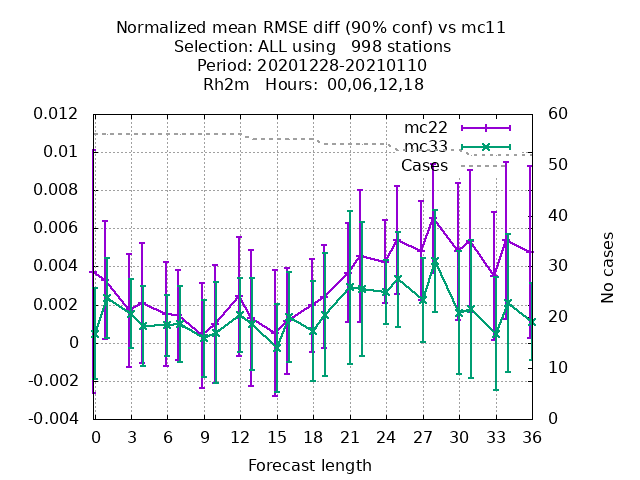 Normalized mean RMSE diff (90% conf) vs mc11
Selection: ALL using   998 stations
Period: 20201228-20210110
Rh2m   Hours:  00,06,12,18
mc22
mc33
Cases
0.012
0.01
0.008
0.006
0.004
0.002
0
-0.002
-0.004
60
50
40
30
20
10
0
No cases
0 3 6 9 12 15 18 21 24 27 30 33 36
Forecast length